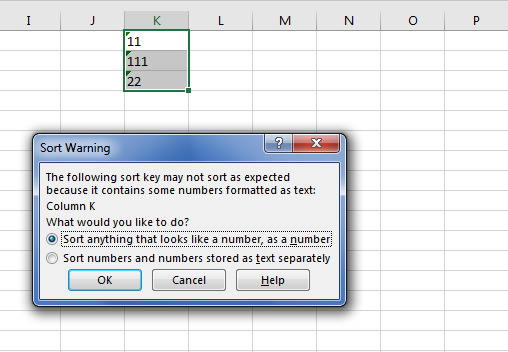 I J K L M N O P
11
111
22
Sort Warning
?
The following sort key may not sort as expected
because it contains some numbers formatted as text:
Column K
What would you like to do?
Sort anything that looks like a number, as a number
Sort numbers and numbers stored as text separately
OK Cancel Help